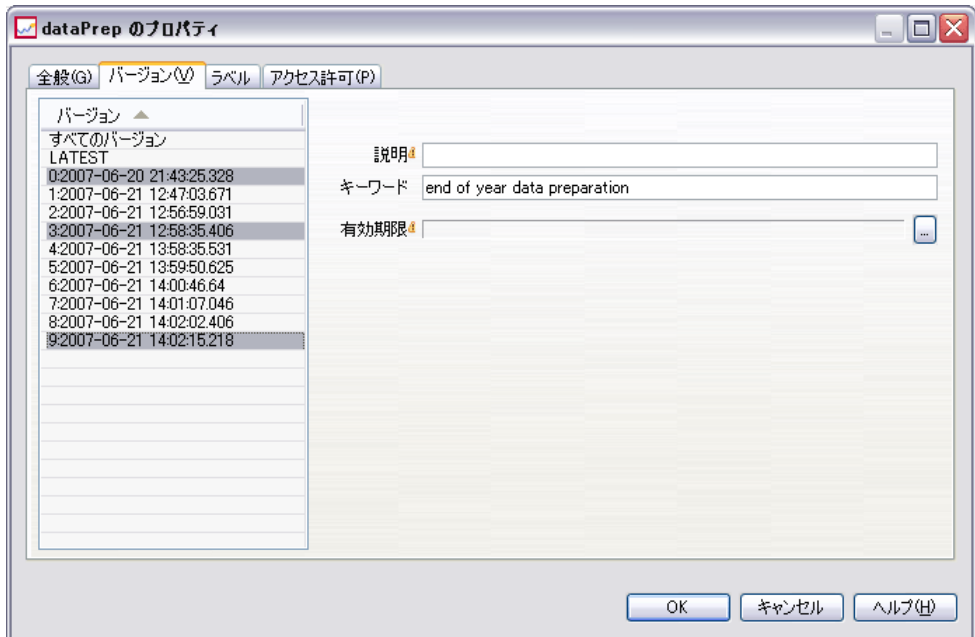 dataPrep のプロパティ
全般(G) バージョン(V) ラベル アクセス許可(P)
バージョン
すべてのバージョン
LATEST
0:2007-06-20 21:43:25.328
1:2007-06-21 12:47:03.671
2:2007-06-21 12:56:59.031
3:2007-06-21 12:58:35.406
4:2007-06-21 13:58:35.531
5:2007-06-21 13:59:50.625
6:2007-06-21 14:00:46.64
7:2007-06-21 14:01:07.046
8:2007-06-21 14:02:02.406
9:2007-06-21 14:02:15.218
説明
キーワード end of year data preparation
有効期限 ...
OK キャンセル ヘルプ(H)